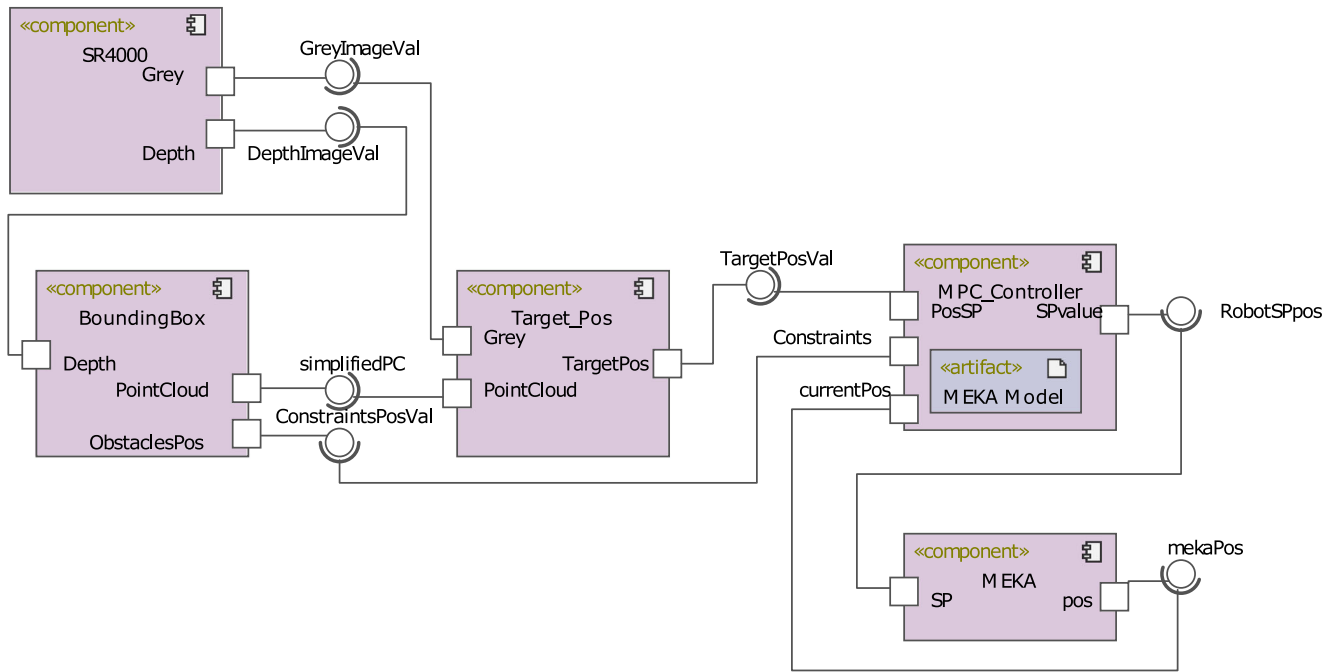 «component»
SR4000
Grey
Depth
GreyImageVal
DepthImageVal
«component»
BoundingBox
Depth
PointCloud
ObstaclesPos
simplifiedPC
ConstraintsPosVal
«component»
Target_Pos
Grey
PointCloud
TargetPos
TargetPosVal
Constraints
currentPos
«component»
MPC_Controller
PosSP
SPvalue
«artifact»
MEKA Model
RobotSPpos
«component»
MEKA
SP
pos
mekaPos